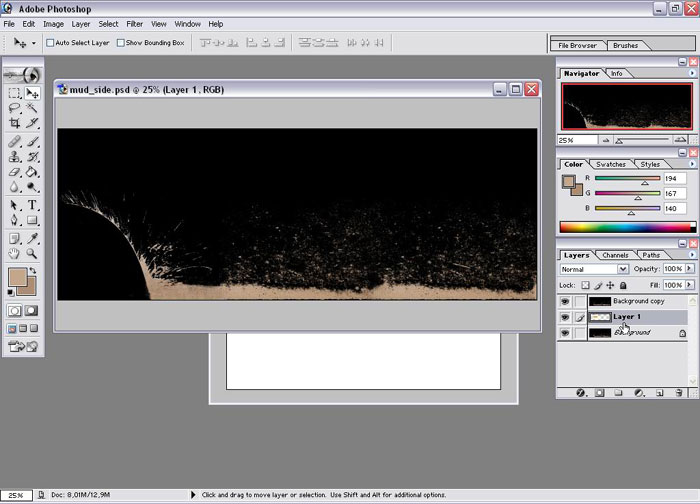 Adobe Photoshop
File Edit Image Layer Select Filter View Window Help
Auto Select Layer Show Bounding Box File Browser Brushes
mud_side.psd @ 25% (Layer 1, RGB)
Navigator Info
25%
Color Swatches Styles
R 194
G 167
B 140
Layers Channels Paths
Normal Opacity: 100%
Lock: Fill: 100%
Background copy
Layer 1
Background
T
25% Doc: 8,01M/12,9M Click and drag to move layer or selection. Use Shift and Alt for additional options.